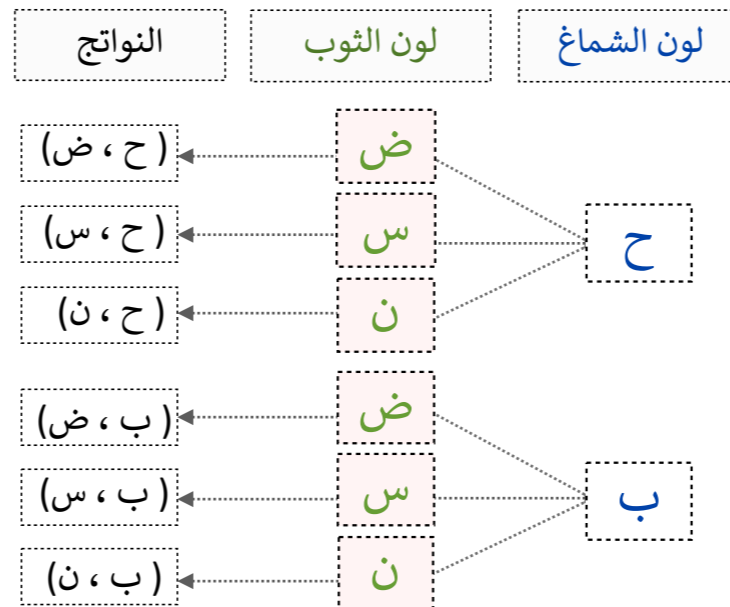 لون الشماغ
لون الثوب
النواتج
ح
ض
(ح ، ض)
س
(ح ، س)
ن
(ح ، ن)
ب
ض
(ب ، ض)
س
(ب ، س)
ن
(ب ، ن)